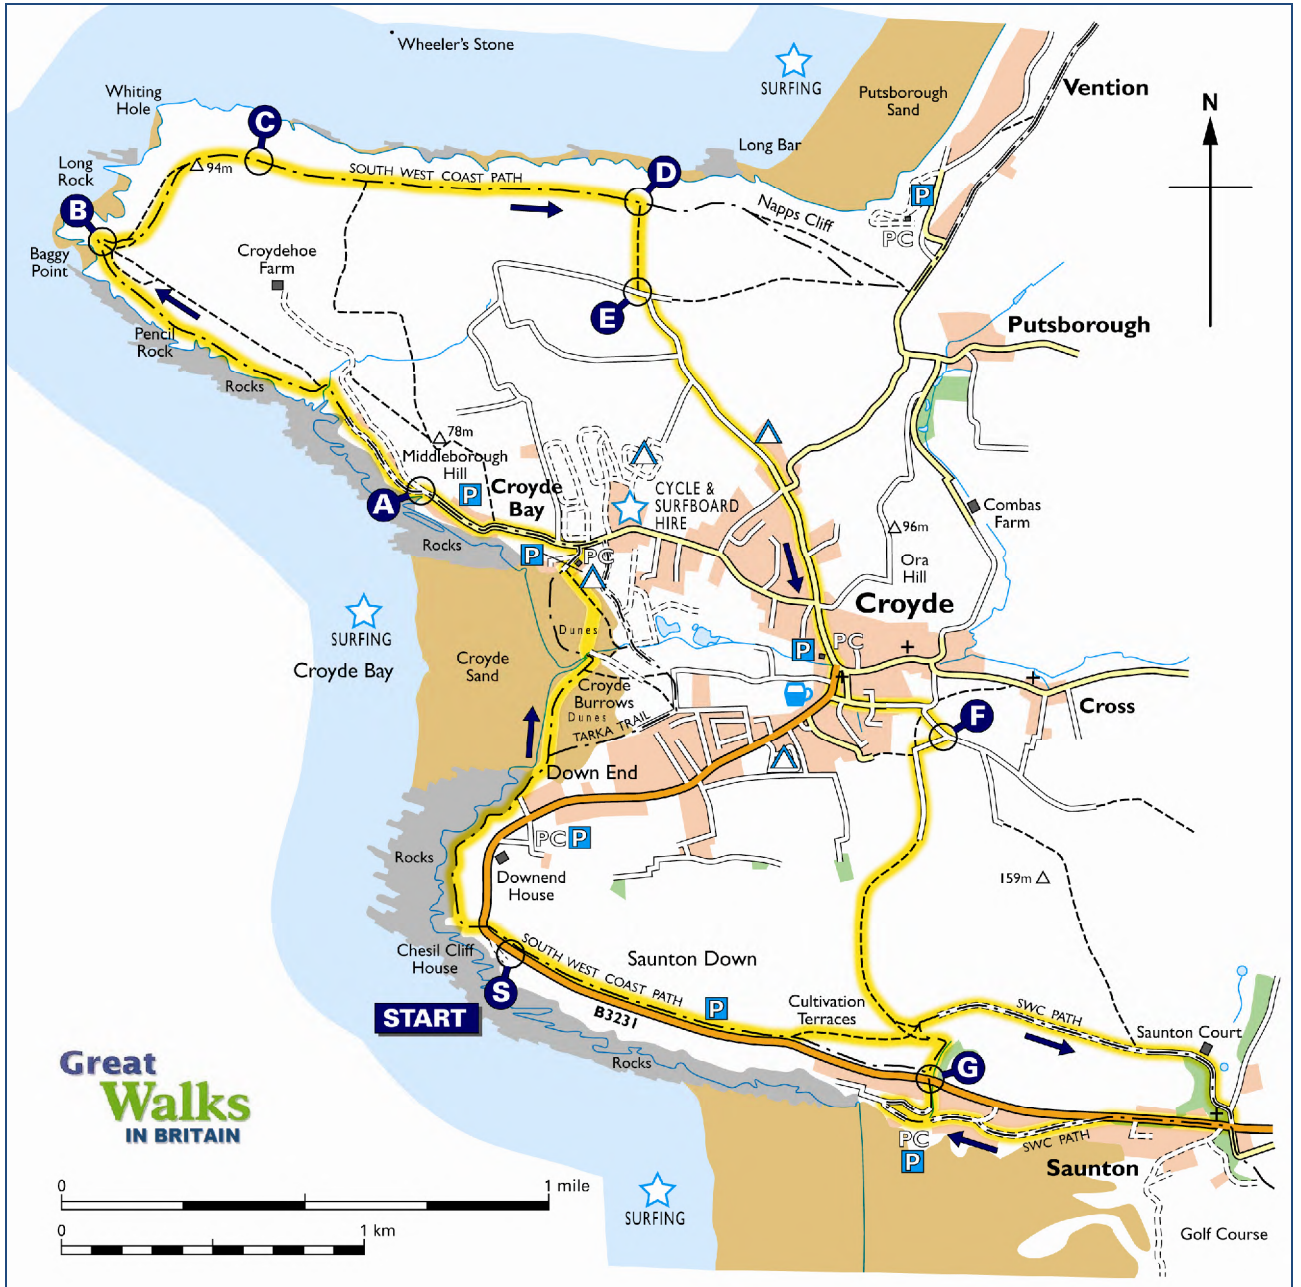 Wheeler's Stone
SURFING
Putsborough
Sand
Vention
N
Whiting
Hole
C
Long Bar
Long
Rock
94m
SOUTH WEST COAST PATH
D
P
B
Napps Cliff
PC
Baggy
Point
Croydehoe
Farm
E
Putsborough
Pencil
Rock
Rocks
78m
Middleborough
Hill
A
P
Croyde
Bay
CYCLE &
SURFBOARD
HIRE
Combas
Farm
96m
Ora
Hill
Rocks
P
PC
Croyde
SURFING
Croyde Bay
Dunes
Croyde
Sand
P
PC
Croyde
Burrows
Dunes
TARKA TRAIL
Cross
F
Down End
PC
P
Rocks
Downend
House
159m
Chesil Cliff
House
SOUTH WEST COAST PATH
Saunton Down
S
START
P
B3231
Cultivation
Terraces
SWC PATH
Saunton Court
Rocks
G
Great
Walks
IN BRITAIN
PC
P
SWC PATH
Saunton
0
1 mile
0
1 km
SURFING
Golf Course